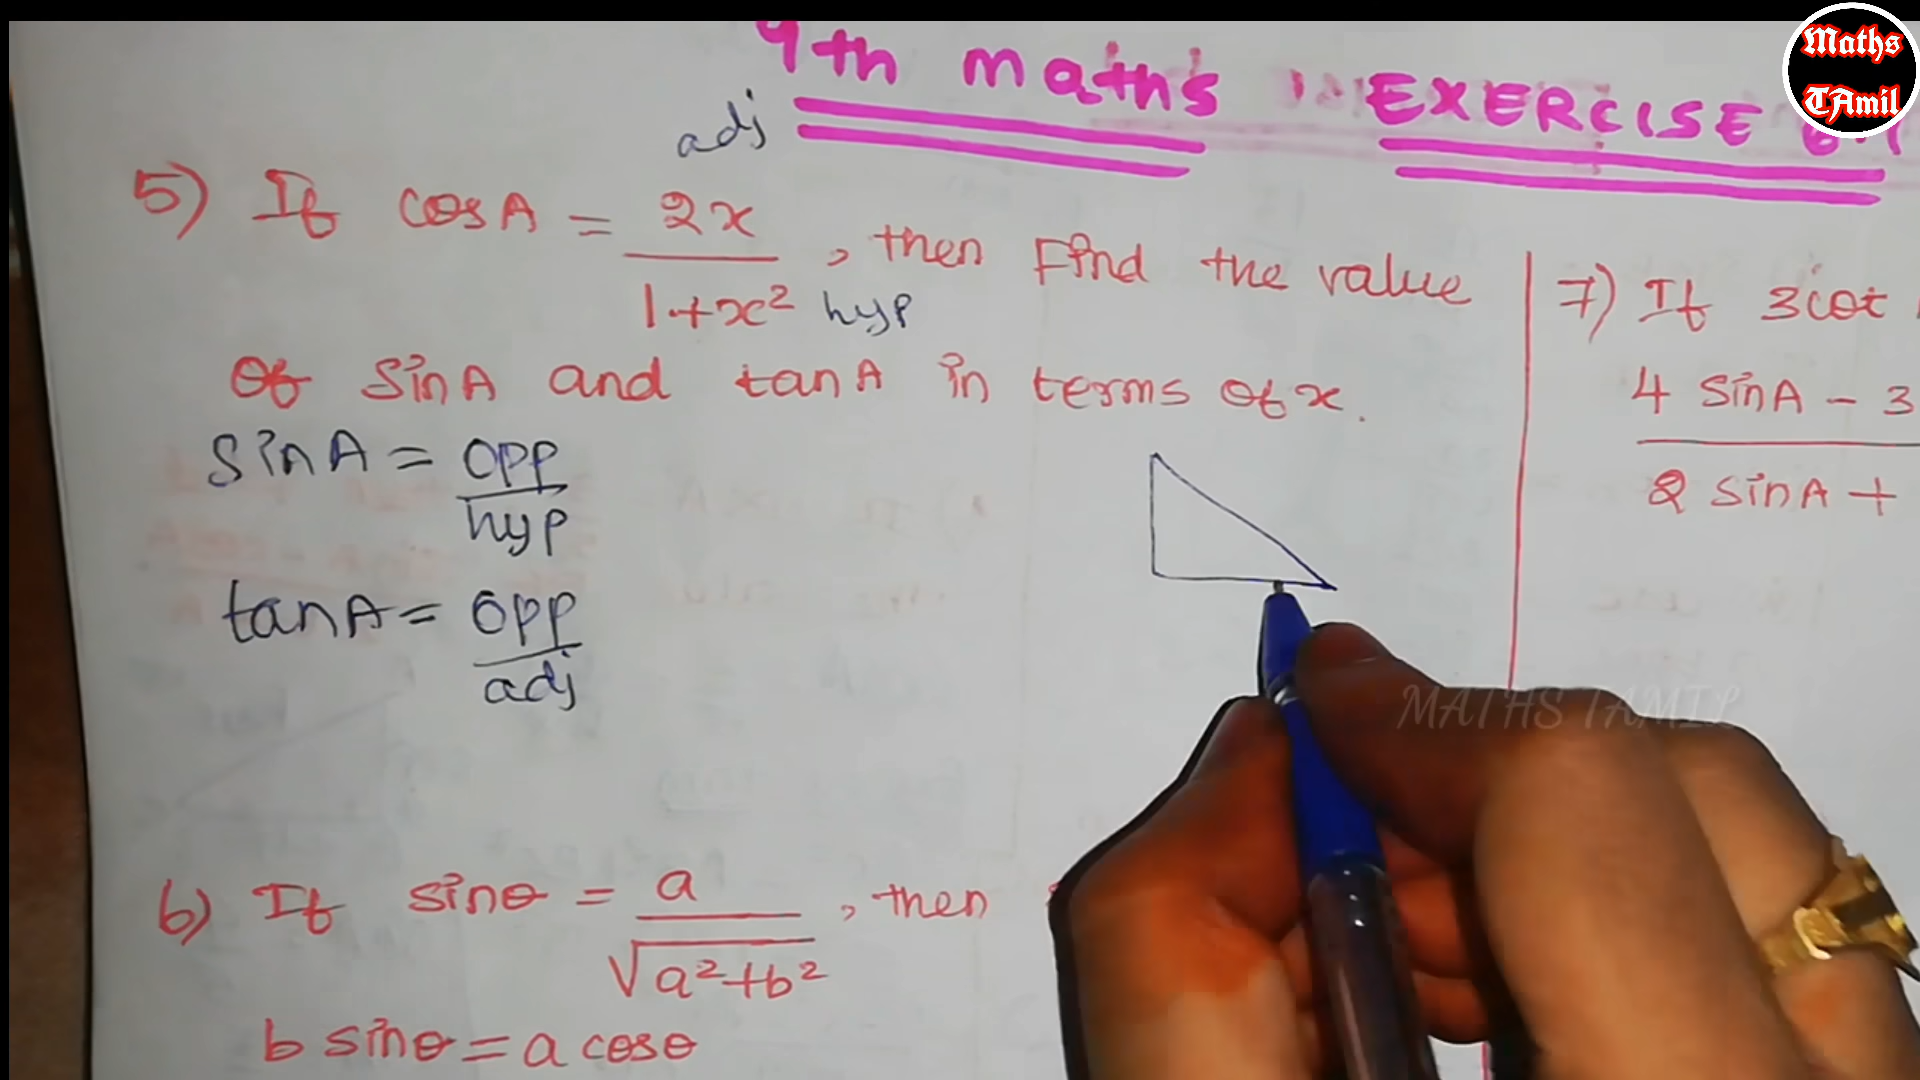 9th maths EXERCISE 6.1
Maths
TAmil
adj
5) If cosA = 2x / 1+x² , then Find the value
hyp
of sinA and tanA in terms of x.
sinA = opp / hyp
tanA = opp / adj
6) If sinθ = a / √a²+b² , then
b sinθ = a cosθ
7) If 3cot
4 sinA - 3
2 sinA +
MATHS TAMIL